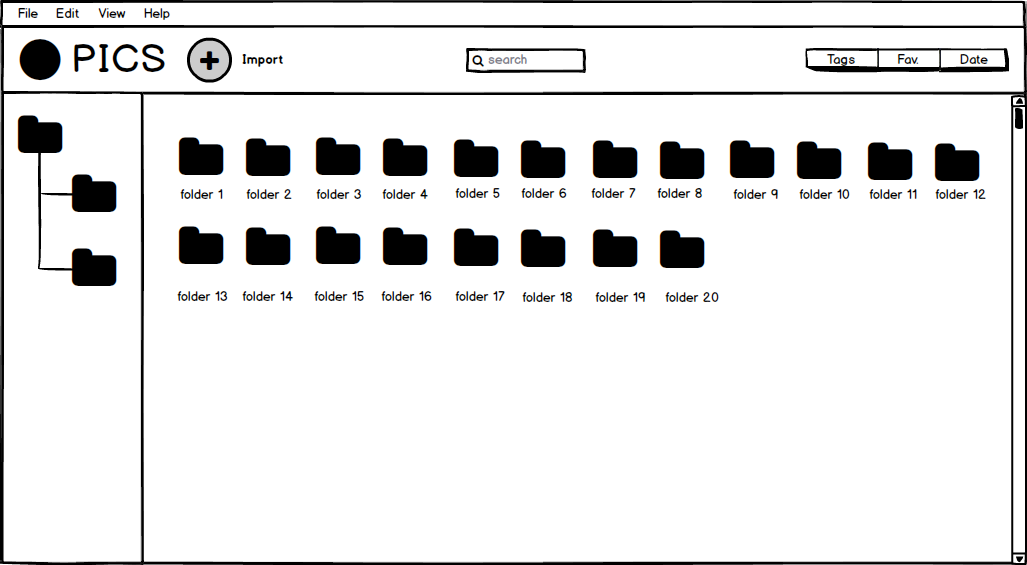 File Edit View Help
PICS Import search Tags Fav. Date
folder 1 folder 2 folder 3 folder 4 folder 5 folder 6 folder 7 folder 8 folder 9 folder 10 folder 11 folder 12
folder 13 folder 14 folder 15 folder 16 folder 17 folder 18 folder 19 folder 20